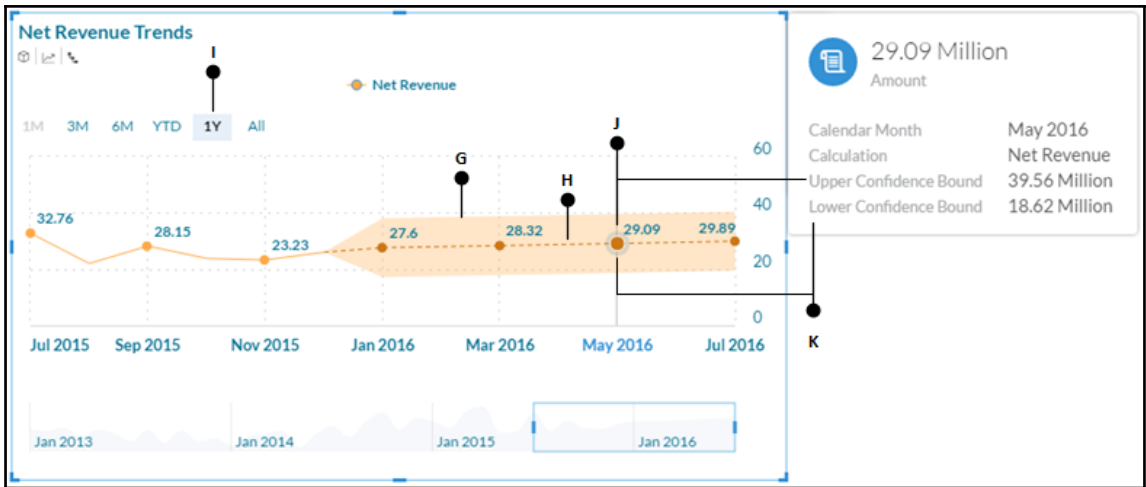 Net Revenue Trends
I
Net Revenue
1M 3M 6M YTD 1Y All
J
G
H
60
40
20
0
32.76
28.15
23.23
27.6
28.32
29.09
29.89
Jul 2015 Sep 2015 Nov 2015 Jan 2016 Mar 2016 May 2016 Jul 2016
Jan 2013 Jan 2014 Jan 2015 Jan 2016
29.09 Million
Amount
Calendar Month May 2016
Calculation Net Revenue
Upper Confidence Bound 39.56 Million
Lower Confidence Bound 18.62 Million
K